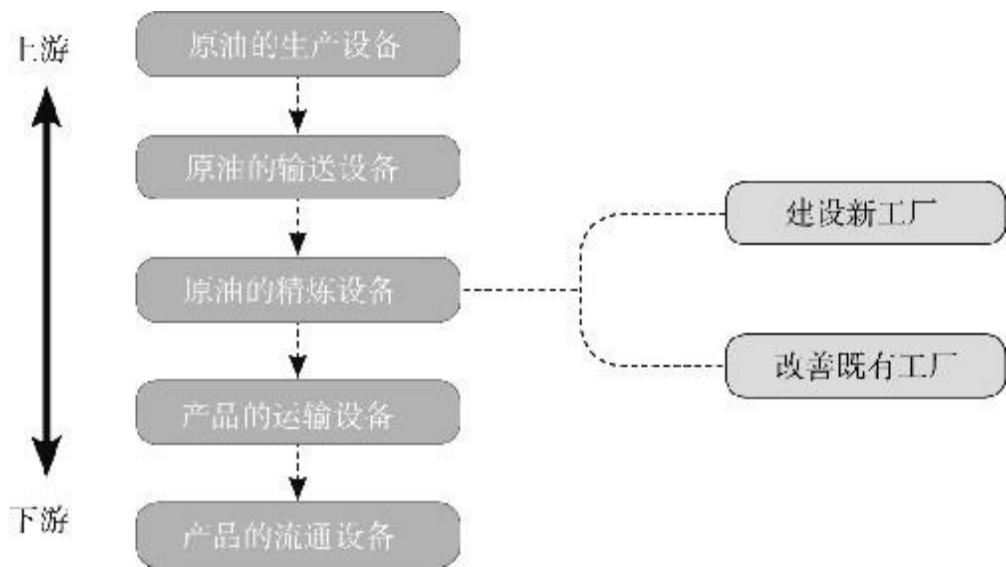 上游
原油的生产设备
原油的输送设备
建设新工厂
原油的精炼设备
改善既有工厂
产品的运输设备
下游
产品的流通设备